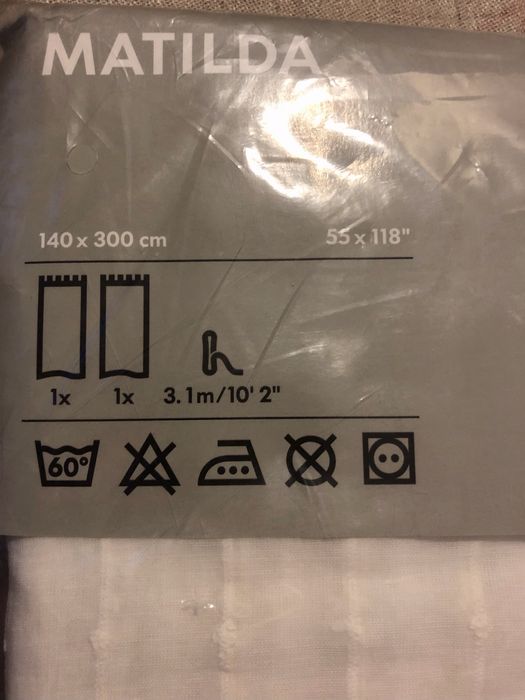 MATILDA
140 x 300 cm 55 x 118"
1x 1x 3.1m/10' 2"
60°